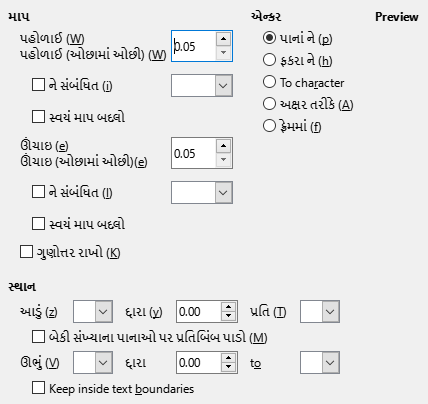 માપ
પહોળાઈ (W)
પહોળાઈ (ઓછામાં ઓછી) (W)
0.05
ને સંબંધિત (i)
સ્વયં માપ બદલો
ઊંચાઇ (e)
ઊંચાઇ (ઓછામાં ઓછી)(e)
0.05
ને સંબંધિત (l)
સ્વયં માપ બદલો
ગુણોત્તર રાખો (K)
એન્કર
પાનાં ને (p)
ફકરા ને (h)
To character
અક્ષર તરીકે (A)
ફ્રેમમાં (f)
Preview
સ્થાન
આડું (z) દ્વારા (y) 0.00 પ્રતિ (T)
બેકી સંખ્યાના પાનાઓ પર પ્રતિબિંબ પાડો (M)
ઊભું (V) દ્વારા 0.00 to
Keep inside text boundaries